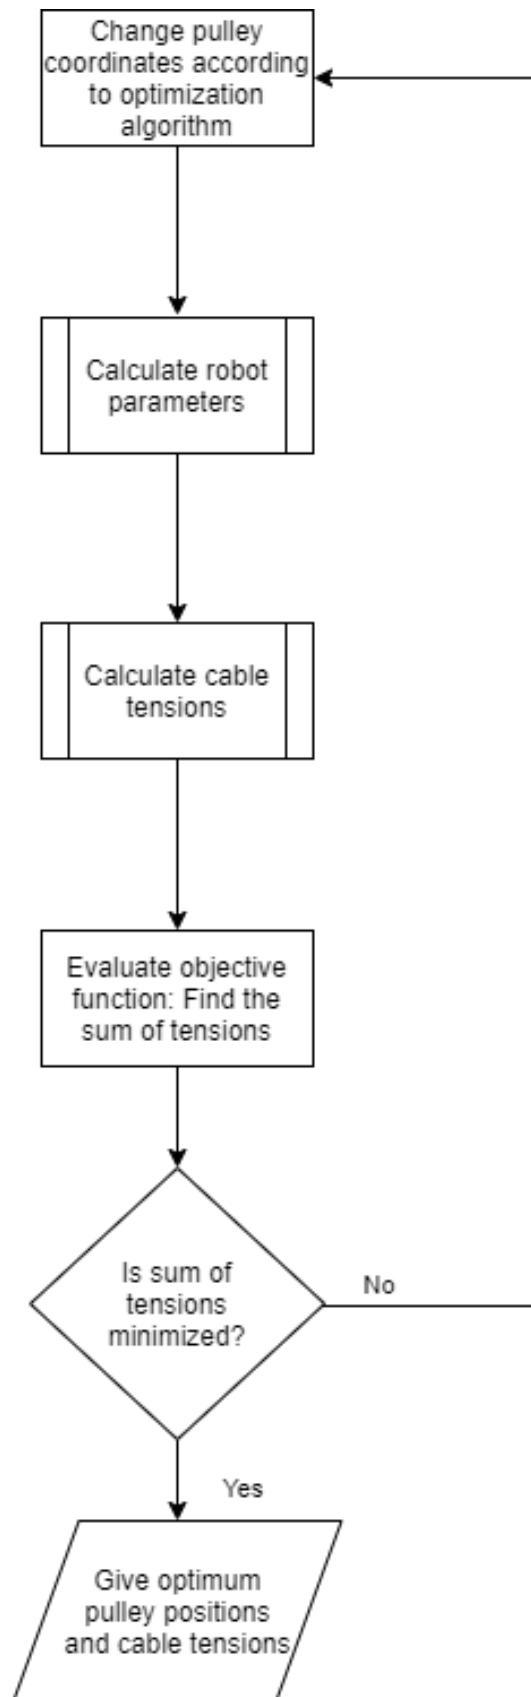 Change pulley
coordinates according
to optimization
algorithm
Calculate robot
parameters
Calculate cable
tensions
Evaluate objective
function: Find the
sum of tensions
Is sum of
tensions
minimized?
No
Yes
Give optimum
pulley positions
and cable tensions